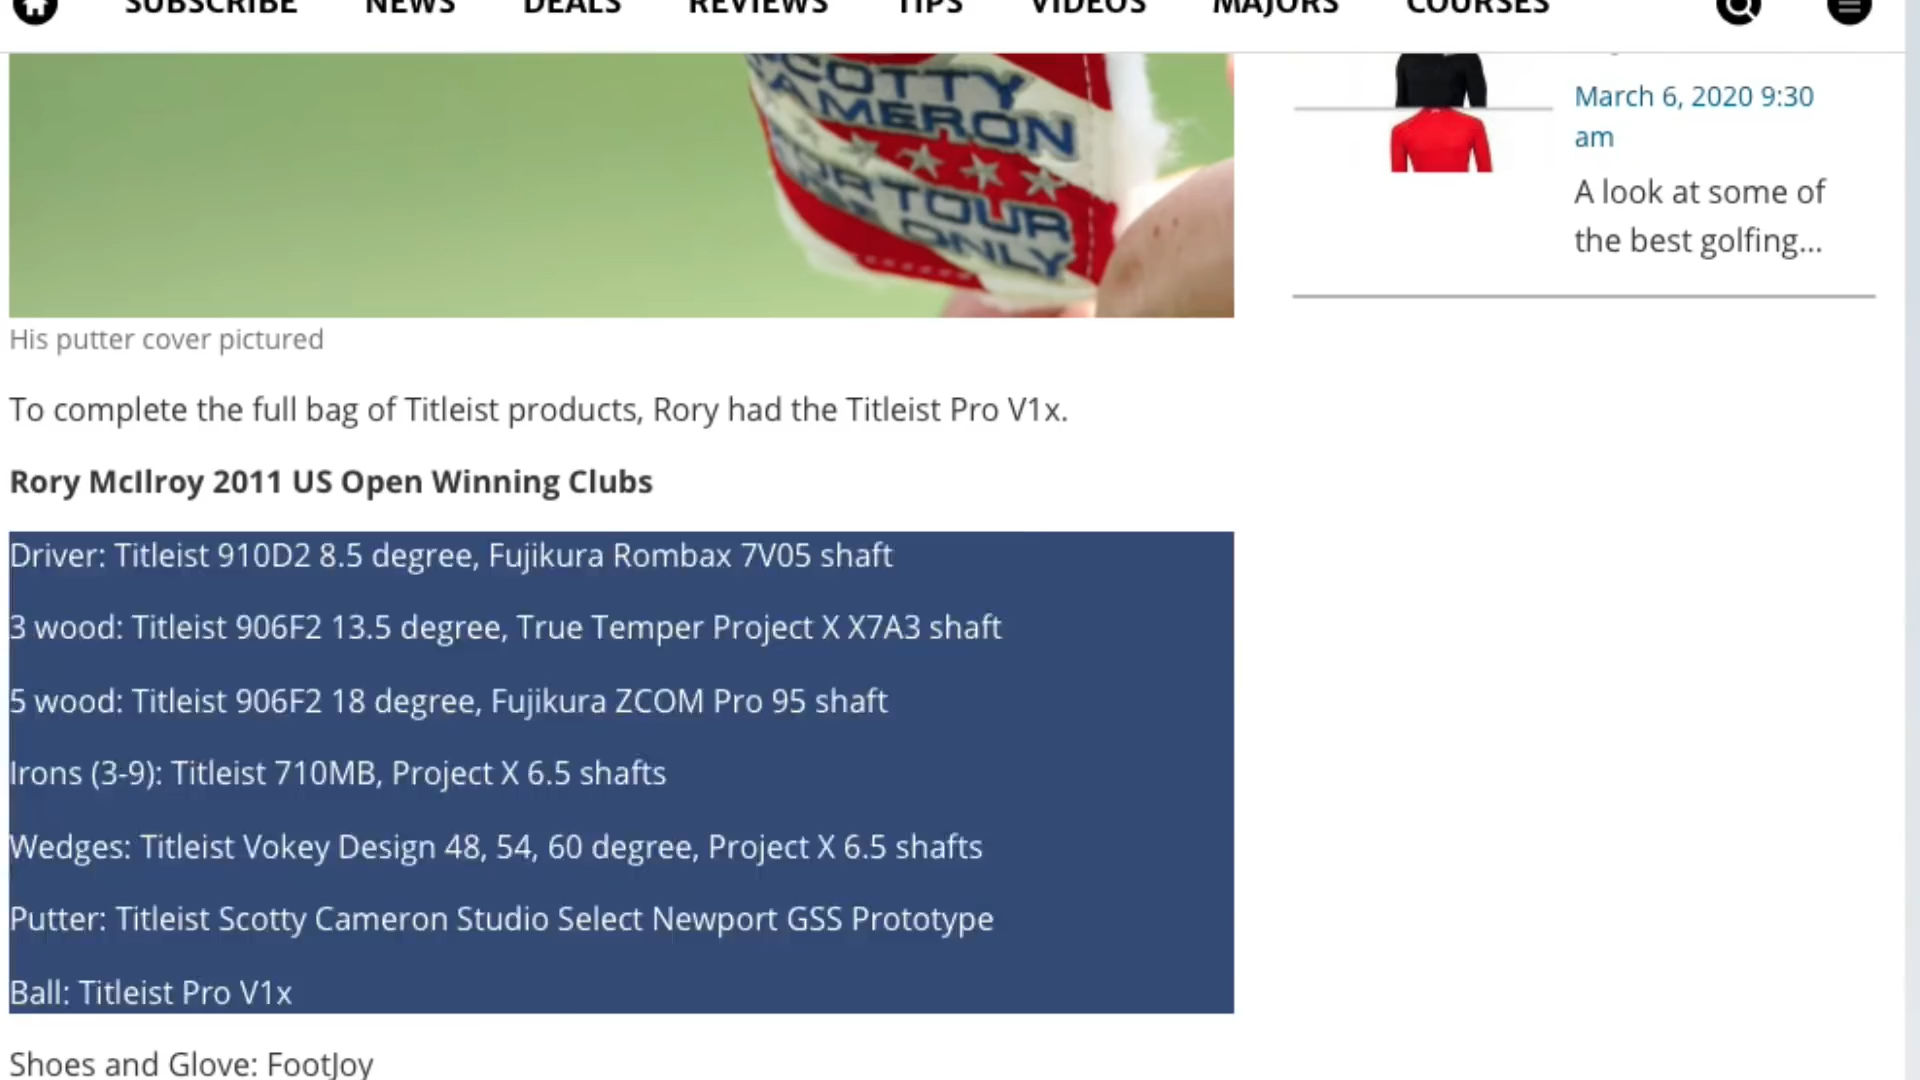 SUBSCRIBE NEWS DEALS REVIEWS TIPS VIDEOS MAJORS COURSES
SCOTTY
CAMERON
FOR TOUR
USE ONLY
March 6, 2020 9:30
am
A look at some of
the best golfing...
His putter cover pictured
To complete the full bag of Titleist products, Rory had the Titleist Pro V1x.
Rory McIlroy 2011 US Open Winning Clubs
Driver: Titleist 910D2 8.5 degree, Fujikura Rombax 7V05 shaft
3 wood: Titleist 906F2 13.5 degree, True Temper Project X X7A3 shaft
5 wood: Titleist 906F2 18 degree, Fujikura ZCOM Pro 95 shaft
Irons (3-9): Titleist 710MB, Project X 6.5 shafts
Wedges: Titleist Vokey Design 48, 54, 60 degree, Project X 6.5 shafts
Putter: Titleist Scotty Cameron Studio Select Newport GSS Prototype
Ball: Titleist Pro V1x
Shoes and Glove: FootJoy